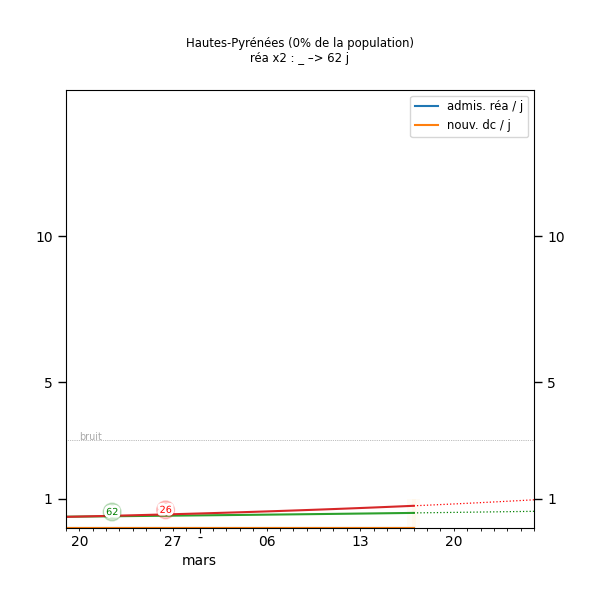 Hautes-Pyrénées (0% de la population)
réa x2 : _ –> 62 j
admis. réa / j
nouv. dc / j
10 10
5 5
bruit
1 1
62 26
20 27 - 06 13 20
mars